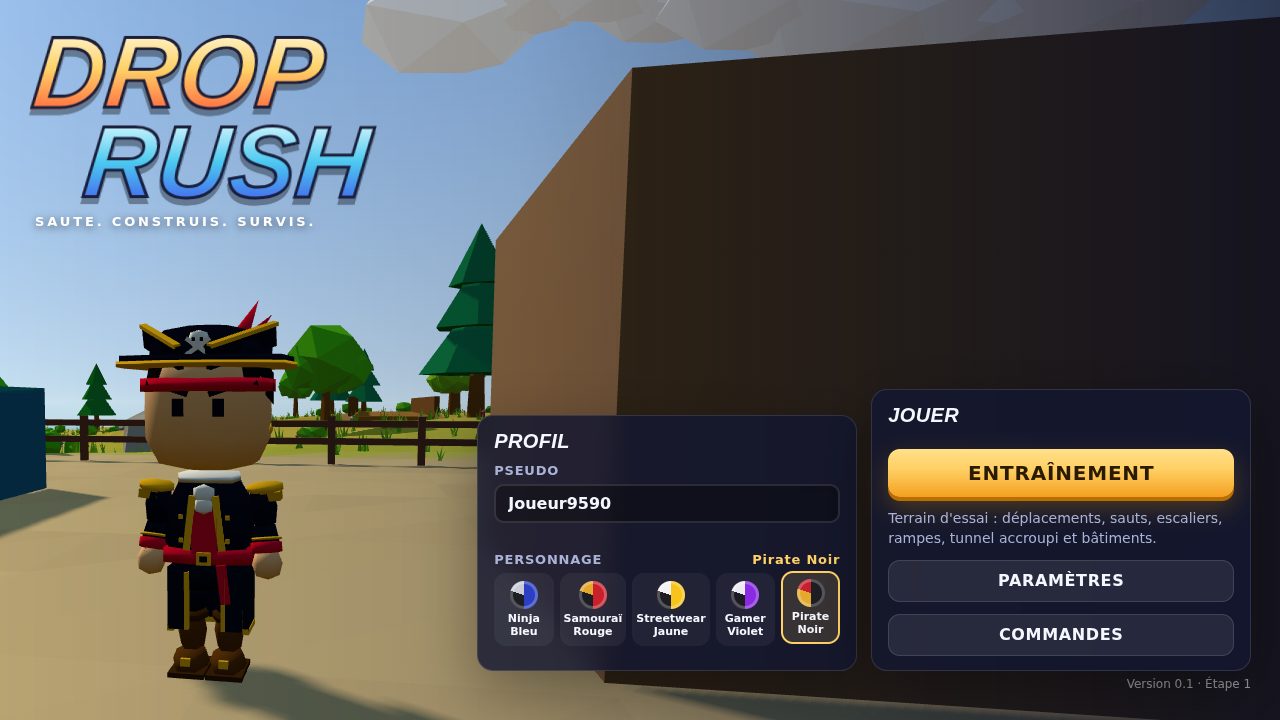 DROP
RUSH
SAUTE. CONSTRUIS. SURVIS.
PROFIL
PSEUDO
Joueur9590
PERSONNAGE
Pirate Noir
Ninja
Bleu
Samouraï
Rouge
Streetwear
Jaune
Gamer
Violet
Pirate
Noir
JOUER
ENTRAÎNEMENT
Terrain d'essai : déplacements, sauts, escaliers,
rampes, tunnel accroupi et bâtiments.
PARAMÈTRES
COMMANDES
Version 0.1 · Étape 1